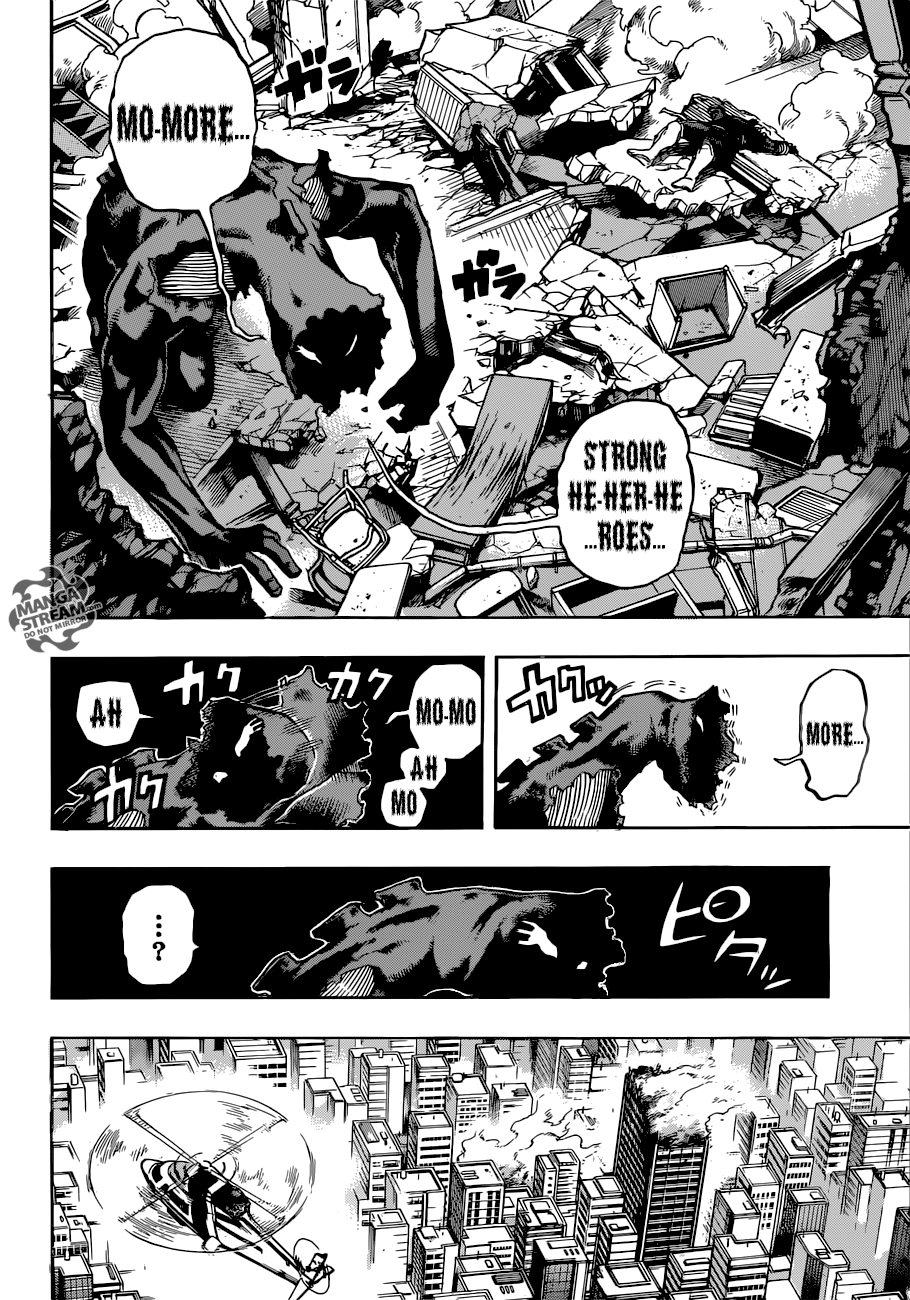 MO-MORE...
ガラ
ガラ
STRONG
HE-HER-HE
...ROES...
MANGA
STREAM.com
DO NOT MIRROR
MORE...
カクッ
MO-MO
AH
MO
カク
カク
カク
AH
ピタッ
...?